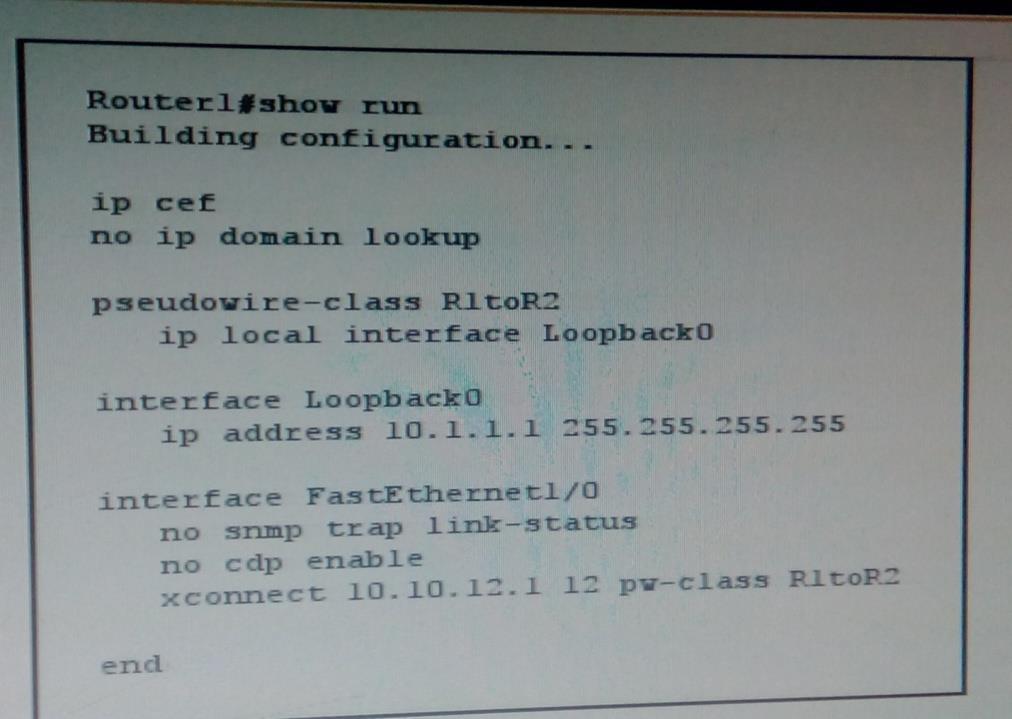 Router1#show run
Building configuration...
ip cef
no ip domain lookup
pseudowire-class R1toR2
ip local interface Loopback0
interface Loopback0
ip address 10.1.1.1 255.255.255.255
interface FastEthernet1/0
no snmp trap link-status
no cdp enable
xconnect 10.10.12.1 12 pw-class R1toR2
end